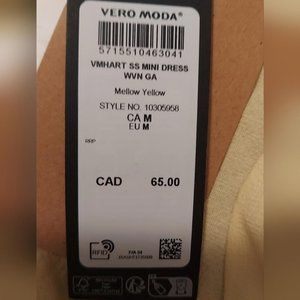 VERO MODA®
5715510463041
VMHART SS MINI DRESS
WVN GA
Mellow Yellow
STYLE NO. 10305958
CA M
EU M
RRP
CAD 65.00
RFID